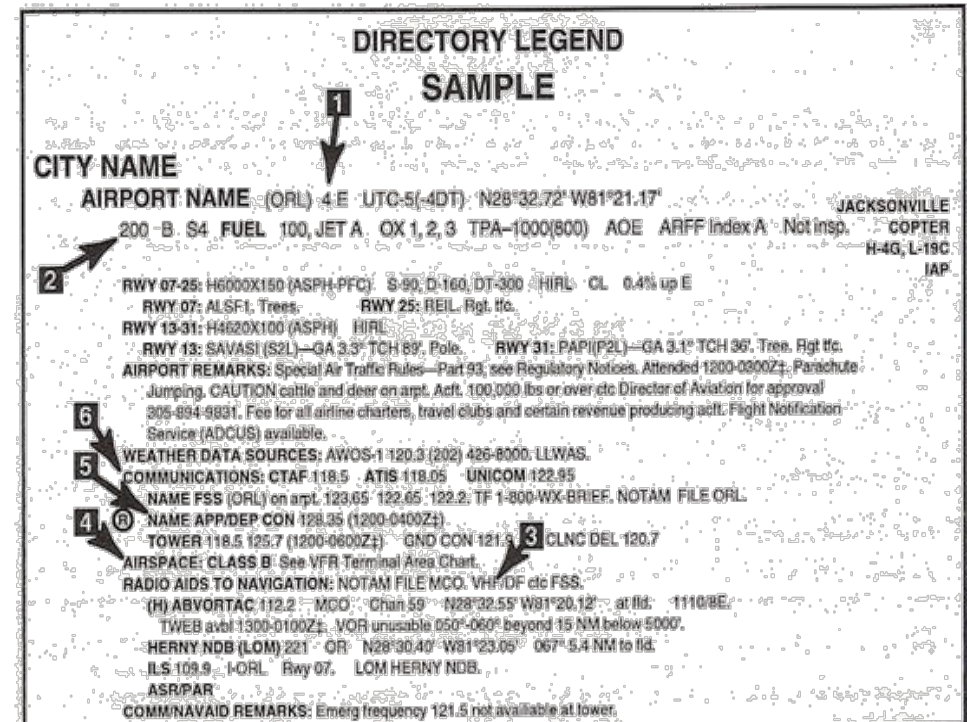 DIRECTORY LEGEND
SAMPLE
1
CITY NAME
AIRPORT NAME (ORL) 4 E UTC-5(-4DT) N28°32.72' W81°21.17'
JACKSONVILLE
200 B S4 FUEL 100, JET A OX 1, 2, 3 TPA-1000(800) AOE ARFF Index A Not insp.
COPTER
H-4G, L-19C
IAP
2
RWY 07-25: H6000X150 (ASPH-PFC) S-90, D-160, DT-300 HIRL CL 0.4% up E
RWY 07: ALSF1, Trees. RWY 25: REIL. Rgt tfc.
RWY 13-31: H4620X100 (ASPH) HIRL
RWY 13: SAVASI (S2L)—GA 3.3° TCH 89'. Pole. RWY 31: PAPI(P2L)—GA 3.1° TCH 36'. Tree. Rgt tfc.
AIRPORT REMARKS: Special Air Traffic Rules—Part 93, see Regulatory Notices. Attended 1200-0300Z‡. Parachute
Jumping. CAUTION cattle and deer on arpt. Acft. 100,000 lbs or over ctc Director of Aviation for approval
305-894-9831. Fee for all airline charters, travel clubs and certain revenue producing acft. Flight Notification
Service (ADCUS) available.
6
WEATHER DATA SOURCES: AWOS-1 120.3 (202) 426-8000. LLWAS.
5
COMMUNICATIONS: CTAF 118.5 ATIS 118.05 UNICOM 122.95
NAME FSS (ORL) on arpt. 123.65 122.65 122.2. TF 1-800-WX-BRIEF. NOTAM FILE ORL.
4
R NAME APP/DEP CON 128.35 (1200-0400Z‡)
TOWER 118.5 125.7 (1200-0600Z‡) GND CON 121.9 3 CLNC DEL 120.7
AIRSPACE: CLASS B See VFR Terminal Area Chart.
RADIO AIDS TO NAVIGATION: NOTAM FILE MCO. VHF/DF ctc FSS.
(H) ABVORTAC 112.2 MCO Chan 59 N28°32.55' W81°20.12' at fld. 1110/8E.
TWEB avbl 1300-0100Z‡. VOR unusable 050°-060° beyond 15 NM below 5000'.
HERNY NDB (LOM) 221 OR N28°30.40' W81°23.05' 067° 5.4 NM to fld.
ILS 109.9 I-ORL Rwy 07. LOM HERNY NDB.
ASR/PAR
COMM/NAVAID REMARKS: Emerg frequency 121.5 not available at tower.